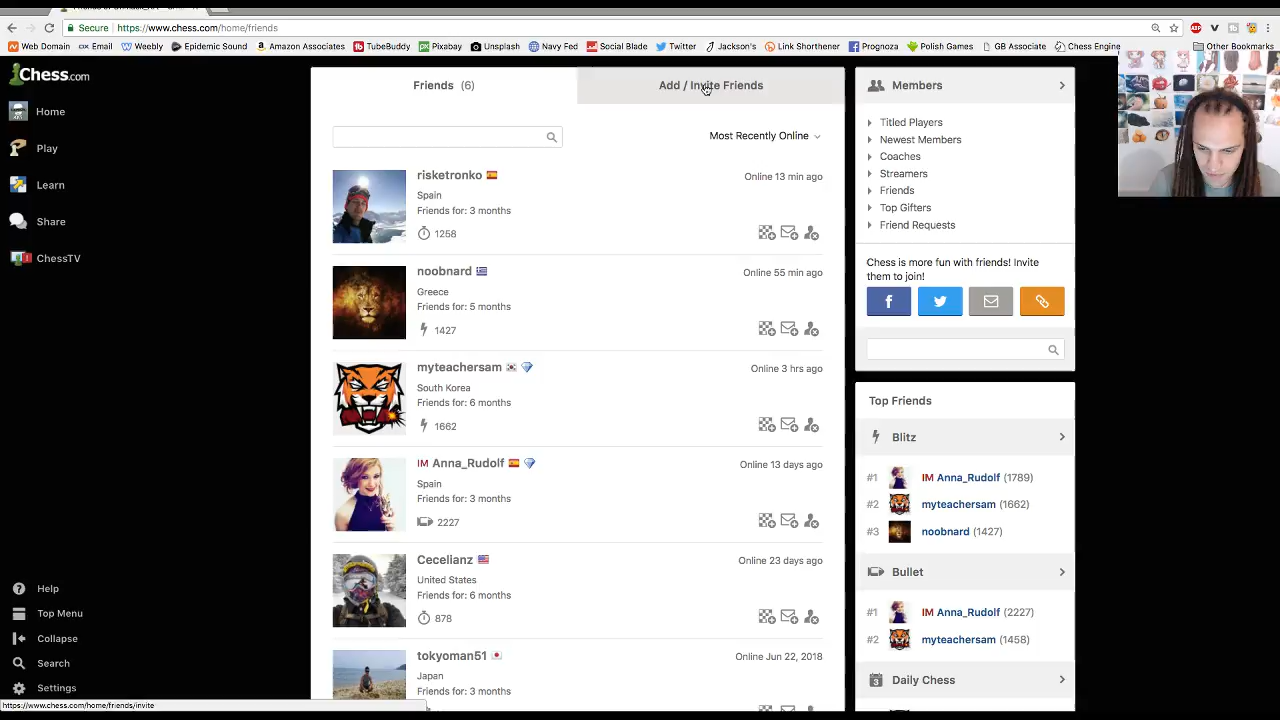 Secure
https://www.chess.com/home/friends
Web Domain
Email
Weebly
Epidemic Sound
Amazon Associates
TubeBuddy
Pixabay
Unsplash
Navy Fed
Social Blade
Twitter
Jackson's
Link Shorthener
Prognoza
Polish Games
GB Associate
Chess Engine
Other Bookmarks
Chess.com
Home
Play
Learn
Share
ChessTV
Help
Top Menu
Collapse
Search
Settings
https://www.chess.com/home/friends/invite
Friends (6)
Add / Invite Friends
Most Recently Online
risketronko
Online 13 min ago
Spain
Friends for: 3 months
1258
noobnard
Online 55 min ago
Greece
Friends for: 5 months
1427
myteachersam
Online 3 hrs ago
South Korea
Friends for: 6 months
1662
IM Anna_Rudolf
Online 13 days ago
Spain
Friends for: 3 months
2227
Cecelianz
Online 23 days ago
United States
Friends for: 6 months
878
tokyoman51
Online Jun 22, 2018
Japan
Friends for: 3 months
Members
Titled Players
Newest Members
Coaches
Streamers
Friends
Top Gifters
Friend Requests
Chess is more fun with friends! Invite
them to join!
Top Friends
Blitz
#1 IM Anna_Rudolf (1789)
#2 myteachersam (1662)
#3 noobnard (1427)
Bullet
#1 IM Anna_Rudolf (2227)
#2 myteachersam (1458)
Daily Chess